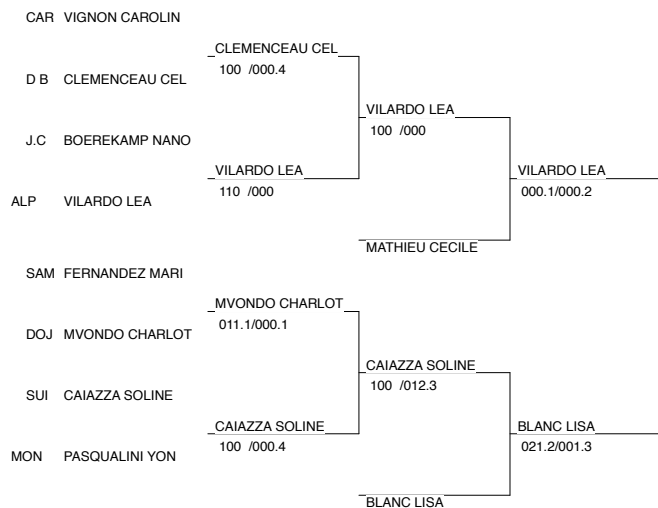 CAR VIGNON CAROLIN
CLEMENCEAU CEL
100 /000.4
D B CLEMENCEAU CEL
VILARDO LEA
100 /000
J.C BOEREKAMP NANO
VILARDO LEA
110 /000
VILARDO LEA
000.1/000.2
ALP VILARDO LEA
MATHIEU CECILE
SAM FERNANDEZ MARI
MVONDO CHARLOT
011.1/000.1
DOJ MVONDO CHARLOT
CAIAZZA SOLINE
100 /012.3
SUI CAIAZZA SOLINE
CAIAZZA SOLINE
100 /000.4
BLANC LISA
021.2/001.3
MON PASQUALINI YON
BLANC LISA